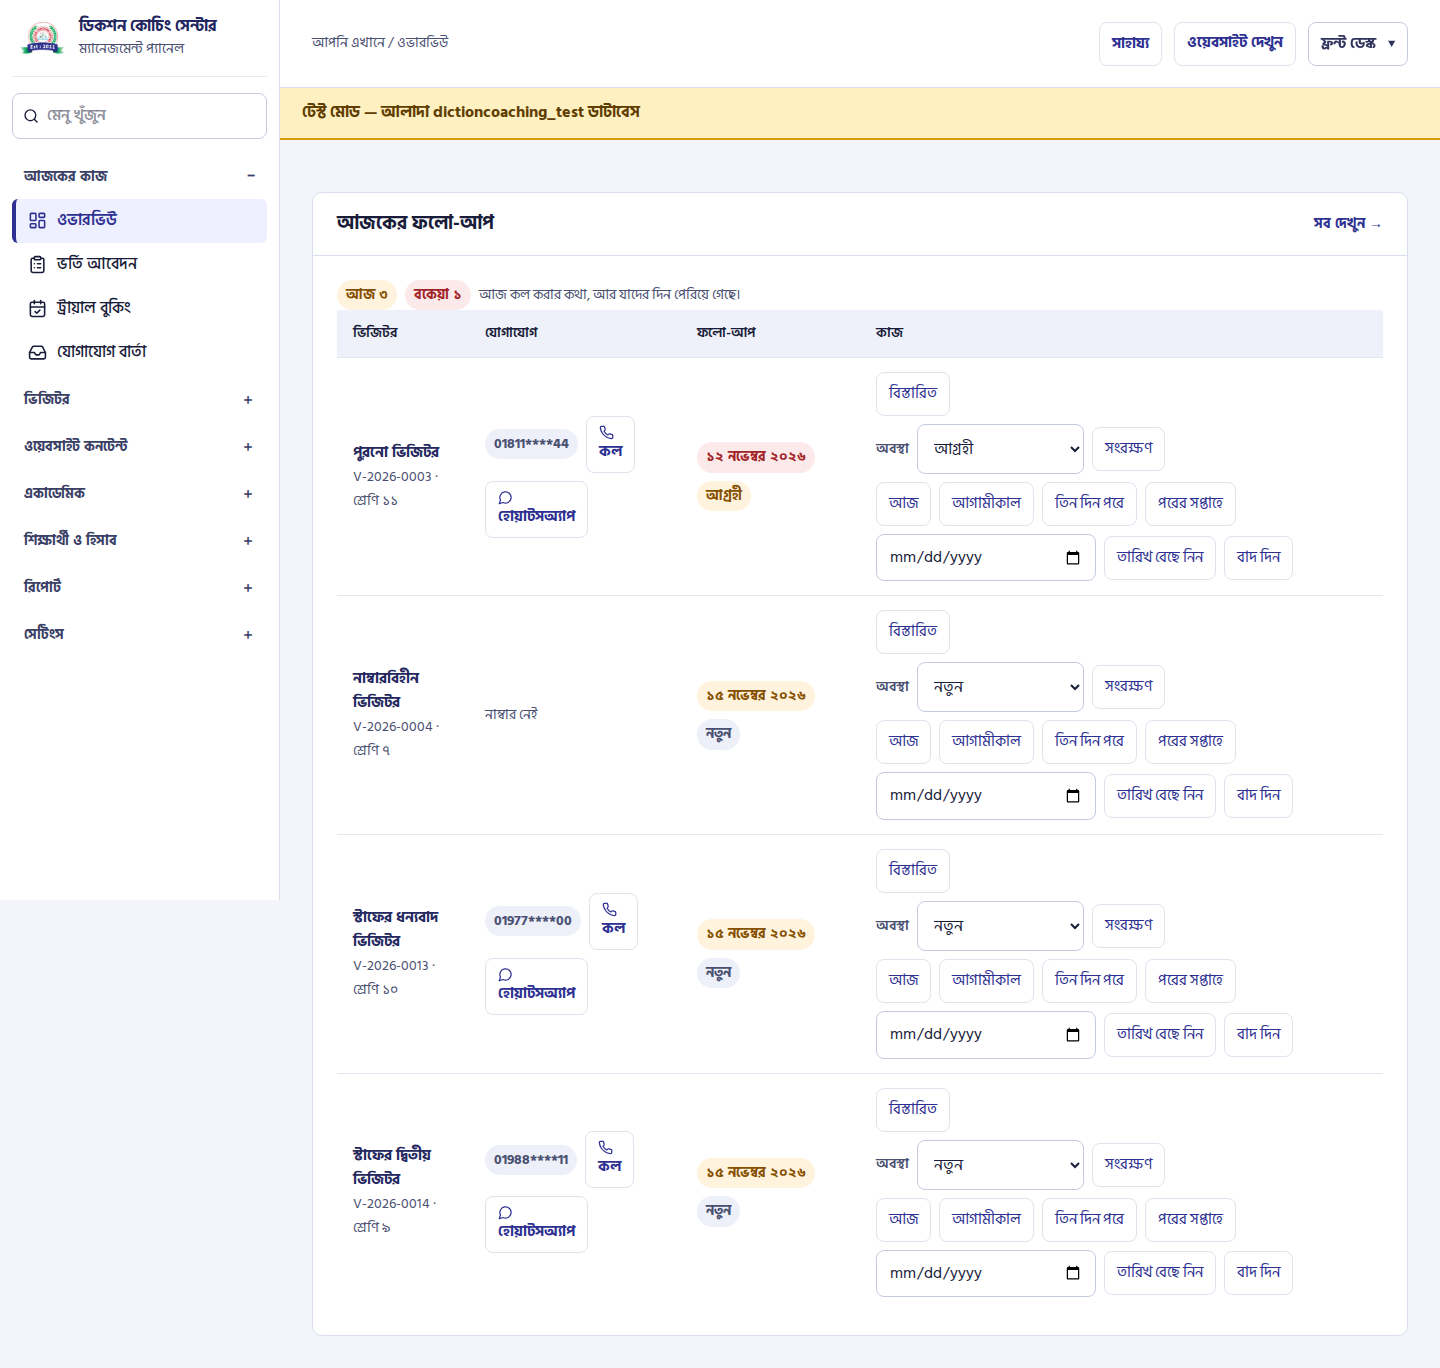 ডিকশন কোচিং সেন্টার
ম্যানেজমেন্ট প্যানেল
Est : 2011
মেনু খুঁজুন
আজকের কাজ −
ওভারভিউ
ভর্তি আবেদন
ট্রায়াল বুকিং
যোগাযোগ বার্তা
ভিজিটর +
ওয়েবসাইট কনটেন্ট +
একাডেমিক +
শিক্ষার্থী ও হিসাব +
রিপোর্ট +
সেটিংস +
আপনি এখানে / ওভারভিউ
সাহায্য
ওয়েবসাইট দেখুন
ফ্রন্ট ডেস্ক ▾
টেস্ট মোড — আলাদা dictioncoaching_test ডাটাবেস
আজকের ফলো-আপ
সব দেখুন →
আজ ৩ বকেয়া ১ আজ কল করার কথা, আর যাদের দিন পেরিয়ে গেছে।
ভিজিটর যোগাযোগ ফলো-আপ কাজ
পুরনো ভিজিটর
V-2026-0003 ·
শ্রেণি ১১
01811****44
কল
হোয়াটসঅ্যাপ
১২ নভেম্বর ২০২৬
আগ্রহী
বিস্তারিত
অবস্থা আগ্রহী সংরক্ষণ
আজ আগামীকাল তিন দিন পরে পরের সপ্তাহে
mm/dd/yyyy তারিখ বেছে নিন বাদ দিন
নাম্বারবিহীন
ভিজিটর
V-2026-0004 ·
শ্রেণি ৭
নাম্বার নেই
১৫ নভেম্বর ২০২৬
নতুন
বিস্তারিত
অবস্থা নতুন সংরক্ষণ
আজ আগামীকাল তিন দিন পরে পরের সপ্তাহে
mm/dd/yyyy তারিখ বেছে নিন বাদ দিন
স্টাফের ধন্যবাদ
ভিজিটর
V-2026-0013 ·
শ্রেণি ১০
01977****00
কল
হোয়াটসঅ্যাপ
১৫ নভেম্বর ২০২৬
নতুন
বিস্তারিত
অবস্থা নতুন সংরক্ষণ
আজ আগামীকাল তিন দিন পরে পরের সপ্তাহে
mm/dd/yyyy তারিখ বেছে নিন বাদ দিন
স্টাফের দ্বিতীয়
ভিজিটর
V-2026-0014 ·
শ্রেণি ৯
01988****11
কল
হোয়াটসঅ্যাপ
১৫ নভেম্বর ২০২৬
নতুন
বিস্তারিত
অবস্থা নতুন সংরক্ষণ
আজ আগামীকাল তিন দিন পরে পরের সপ্তাহে
mm/dd/yyyy তারিখ বেছে নিন বাদ দিন